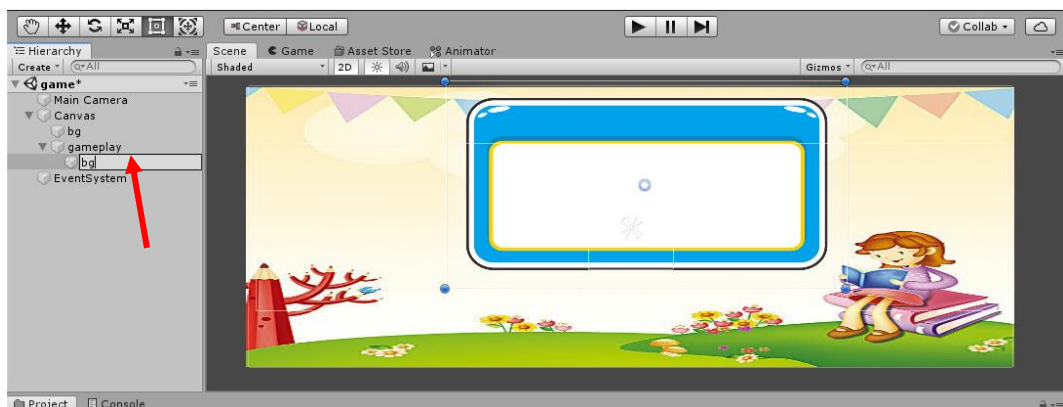 Center Local
Collab
Hierarchy
Scene Game Asset Store Animator
Create All
Shaded 2D Gizmos All
game*
Main Camera
Canvas
bg
gameplay
bg
EventSystem
Project Console